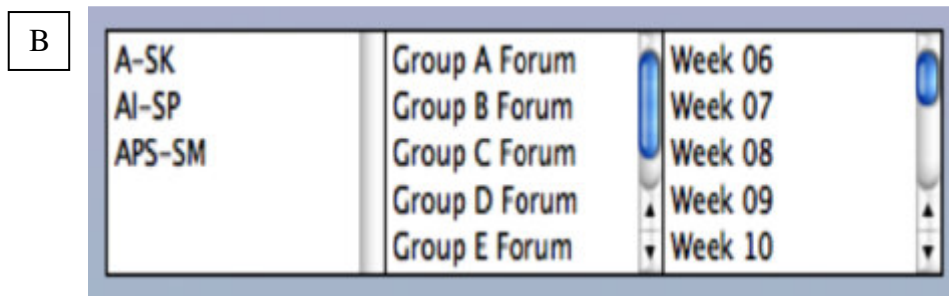 B
A-SK
AI-SP
APS-SM
Group A Forum
Group B Forum
Group C Forum
Group D Forum
Group E Forum
Week 06
Week 07
Week 08
Week 09
Week 10